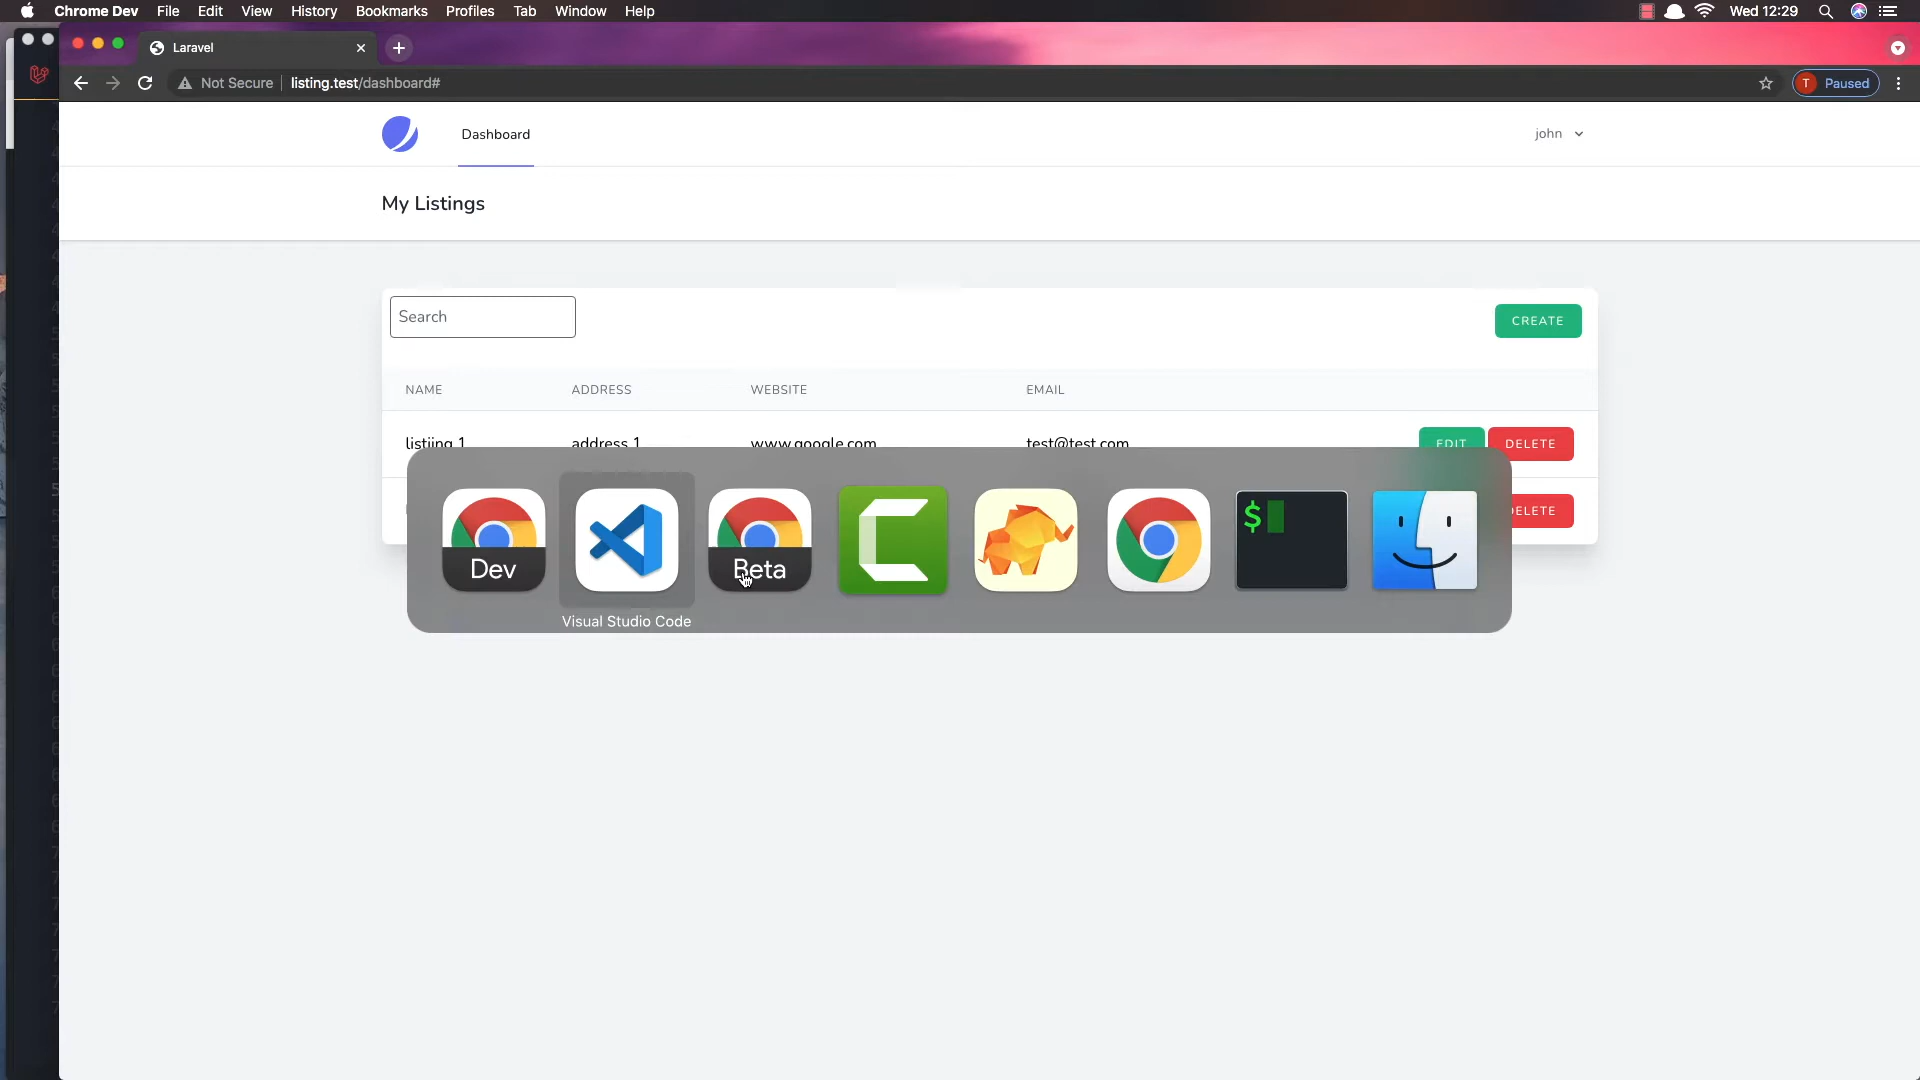 Chrome Dev File Edit View History Bookmarks Profiles Tab Window Help Wed 12:29
Laravel
Not Secure listing.test/dashboard# T Paused
Dashboard john
My Listings
Search CREATE
NAME ADDRESS WEBSITE EMAIL
listiing 1 address 1 www.google.com test@test.com EDIT DELETE
$
Dev Beta
Visual Studio Code